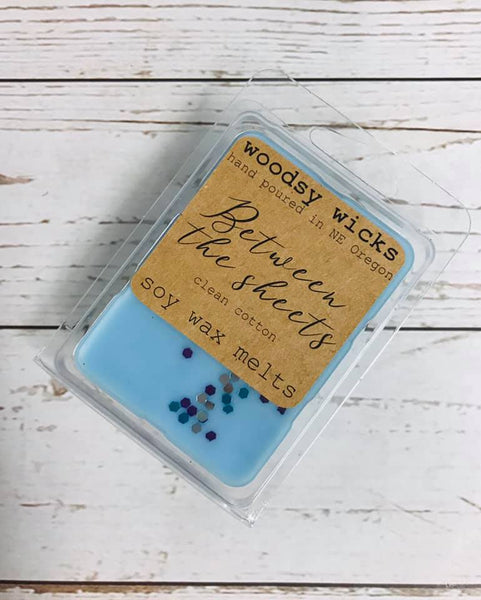 woodsy wicks
hand poured in NE Oregon
Between
the sheets
clean cotton
soy wax melts